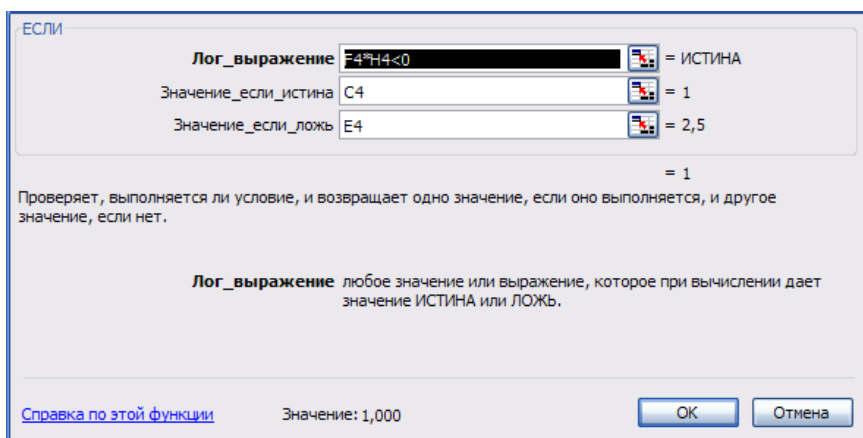 ЕСЛИ
Лог_выражение F4*H4<0 = ИСТИНА
Значение_если_истина C4 = 1
Значение_если_ложь E4 = 2,5
= 1
Проверяет, выполняется ли условие, и возвращает одно значение, если оно выполняется, и другое
значение, если нет.
Лог_выражение любое значение или выражение, которое при вычислении дает
значение ИСТИНА или ЛОЖЬ.
Справка по этой функции Значение: 1,000 ОК Отмена